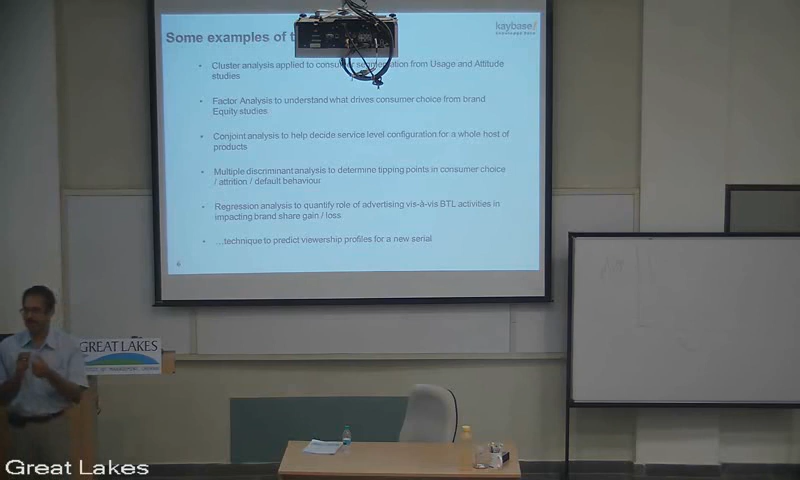 Some examples of t
kaybase
• Cluster analysis applied to consumer segmentation from Usage and Attitude
studies
• Factor Analysis to understand what drives consumer choice from brand
Equity studies
• Conjoint analysis to help decide service level configuration for a whole host of
products
• Multiple discriminant analysis to determine tipping points in consumer choice
/ attrition / default behaviour
• Regression analysis to quantify role of advertising vis-à-vis BTL activities in
impacting brand share gain / loss
• …technique to predict viewership profiles for a new serial
4
GREAT LAKES
Great Lakes